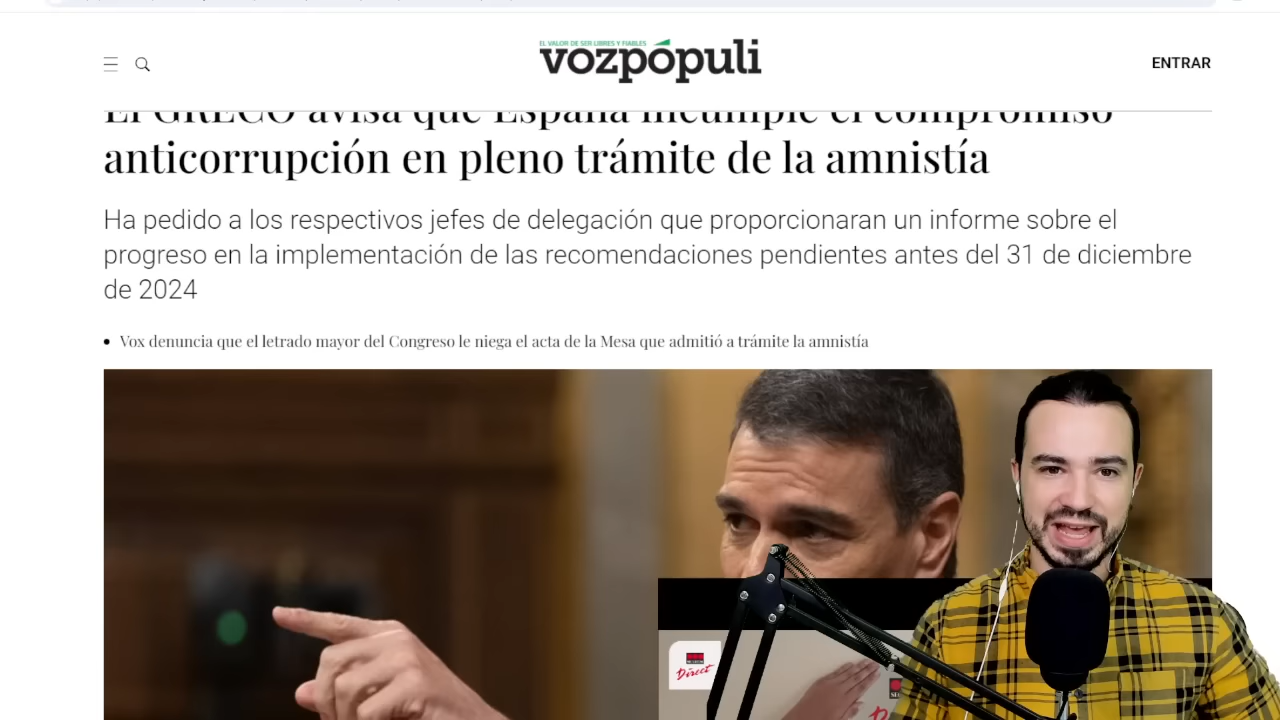 EL VALOR DE SER LIBRES Y FIABLES
vozpópuli
ENTRAR
El GRECO avisa que España incumple el compromiso
anticorrupción en pleno trámite de la amnistía
Ha pedido a los respectivos jefes de delegación que proporcionaran un informe sobre el
progreso en la implementación de las recomendaciones pendientes antes del 31 de diciembre
de 2024
Vox denuncia que el letrado mayor del Congreso le niega el acta de la Mesa que admitió a trámite la amnistía
Direct